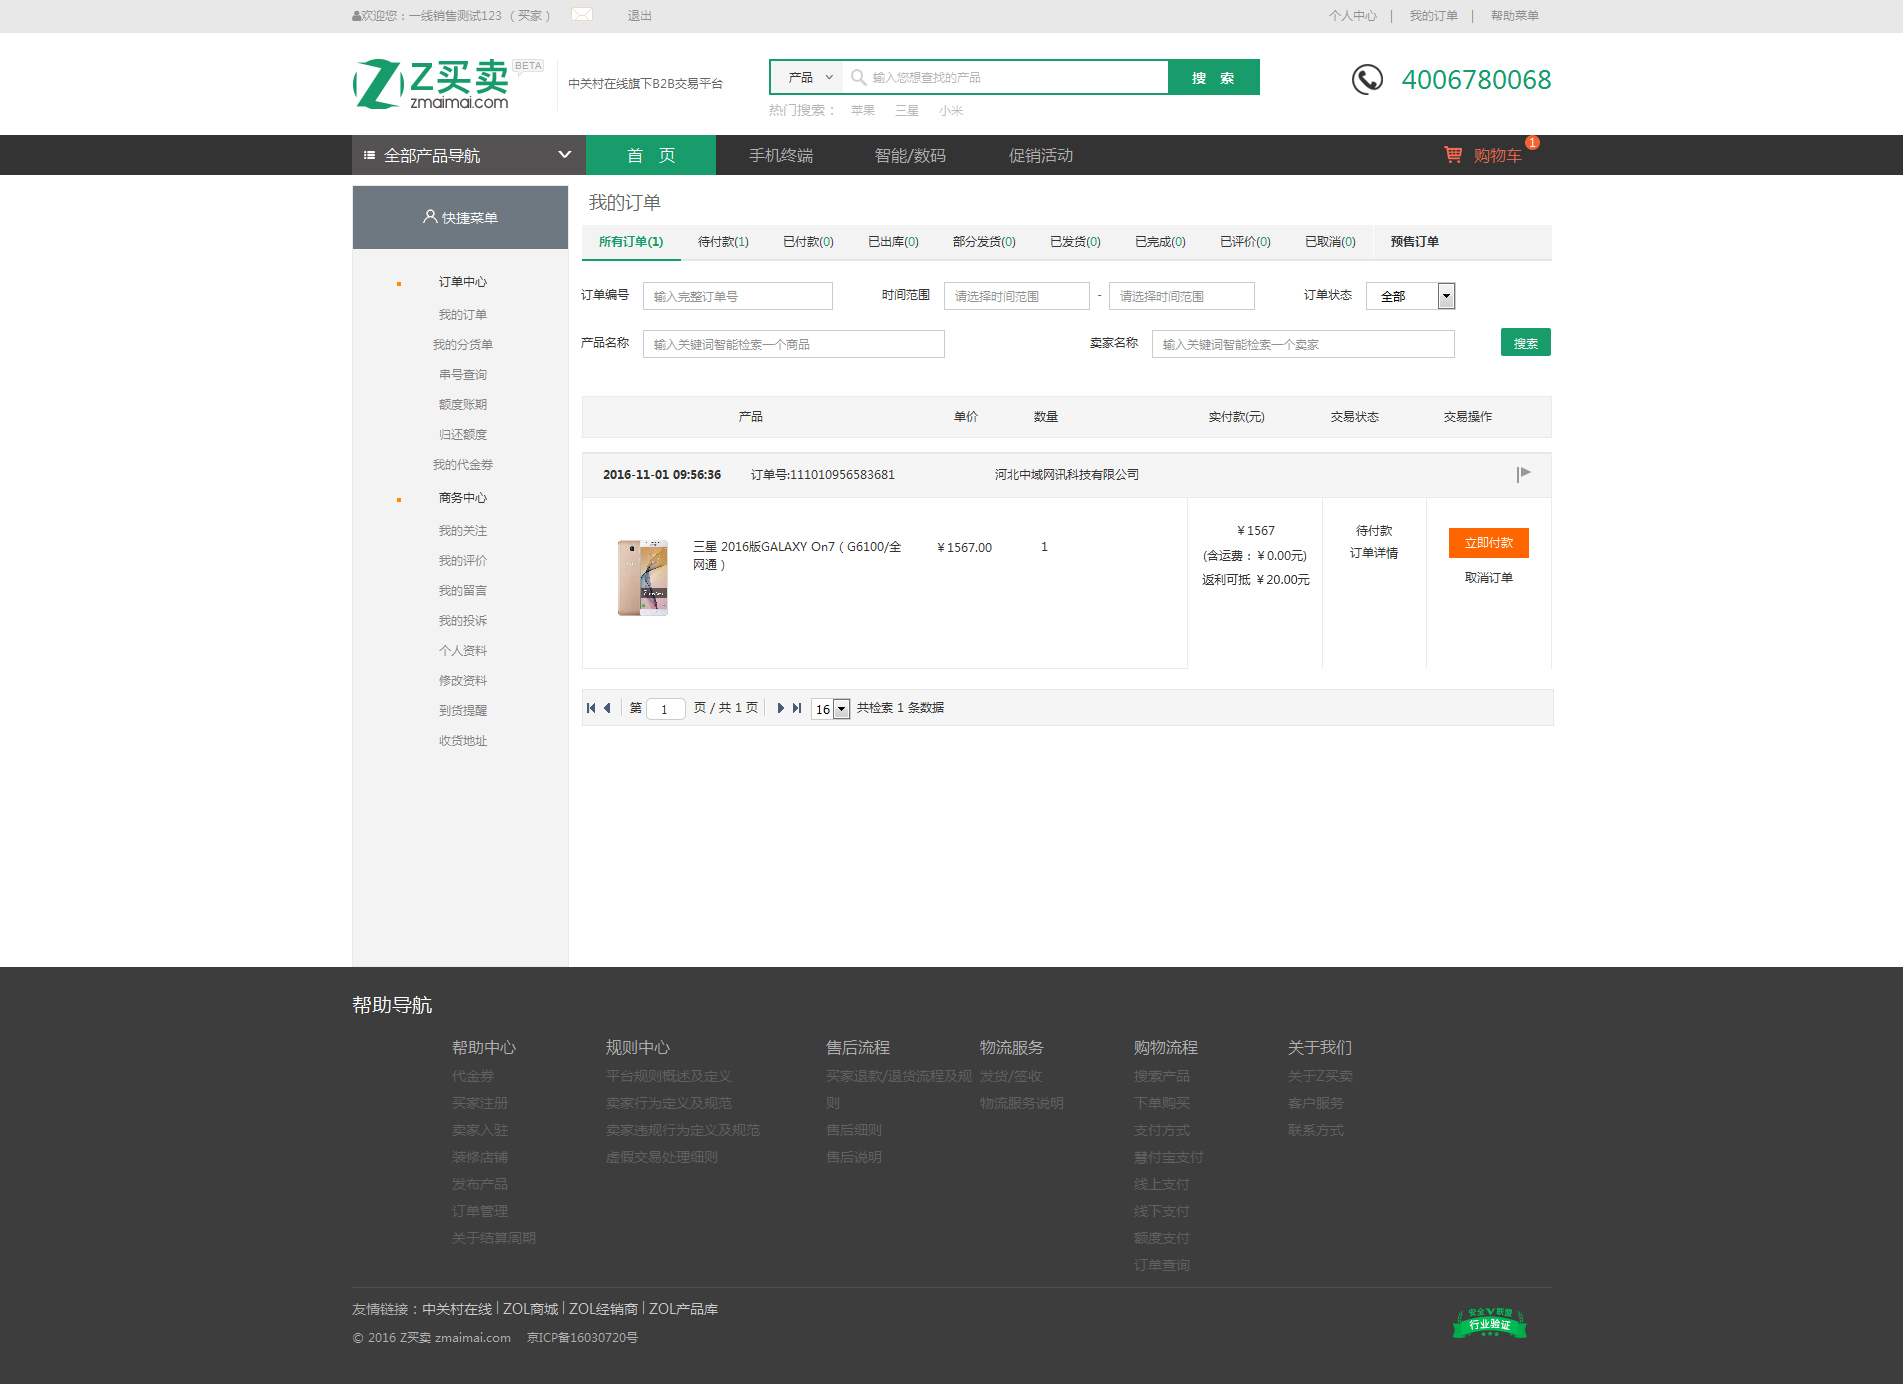 欢迎您：一线销售测试123 （买家） 退出 个人中心 | 我的订单 | 帮助菜单
Z买卖 BETA
zmaimai.com
中关村在线旗下B2B交易平台
产品 输入您想查找的产品 搜 索
4006780068
热门搜索： 苹果 三星 小米
全部产品导航 首 页 手机终端 智能/数码 促销活动 购物车 1
快捷菜单
订单中心
我的订单
我的分货单
串号查询
额度账期
归还额度
我的代金券
商务中心
我的关注
我的评价
我的留言
我的投诉
个人资料
修改资料
到货提醒
收货地址
我的订单
所有订单(1) 待付款(1) 已付款(0) 已出库(0) 部分发货(0) 已发货(0) 已完成(0) 已评价(0) 已取消(0) 预售订单
订单编号 输入完整订单号 时间范围 请选择时间范围 - 请选择时间范围 订单状态 全部
产品名称 输入关键词智能检索一个商品 卖家名称 输入关键词智能检索一个卖家 搜索
产品 单价 数量 实付款(元) 交易状态 交易操作
2016-11-01 09:56:36 订单号:111010956583681 河北中域网讯科技有限公司
三星 2016版GALAXY On7（G6100/全
网通）
￥1567.00 1
￥1567
(含运费：￥0.00元)
返利可抵 ￥20.00元
待付款
订单详情
立即付款
取消订单
第 1 页 / 共 1 页 16 共检索 1 条数据
帮助导航
帮助中心
代金券
买家注册
卖家入驻
装修店铺
发布产品
订单管理
关于结算周期
规则中心
平台规则概述及定义
卖家行为定义及规范
卖家违规行为定义及规范
虚假交易处理细则
售后流程
买家退款/退货流程及规
则
售后细则
售后说明
物流服务
发货/签收
物流服务说明
购物流程
搜索产品
下单购买
支付方式
慧付宝支付
线上支付
线下支付
额度支付
订单查询
关于我们
关于Z买卖
客户服务
联系方式
友情链接：中关村在线 | ZOL商城 | ZOL经销商 | ZOL产品库
© 2016 Z买卖 zmaimai.com 京ICP备16030720号
安全V联盟
行业验证